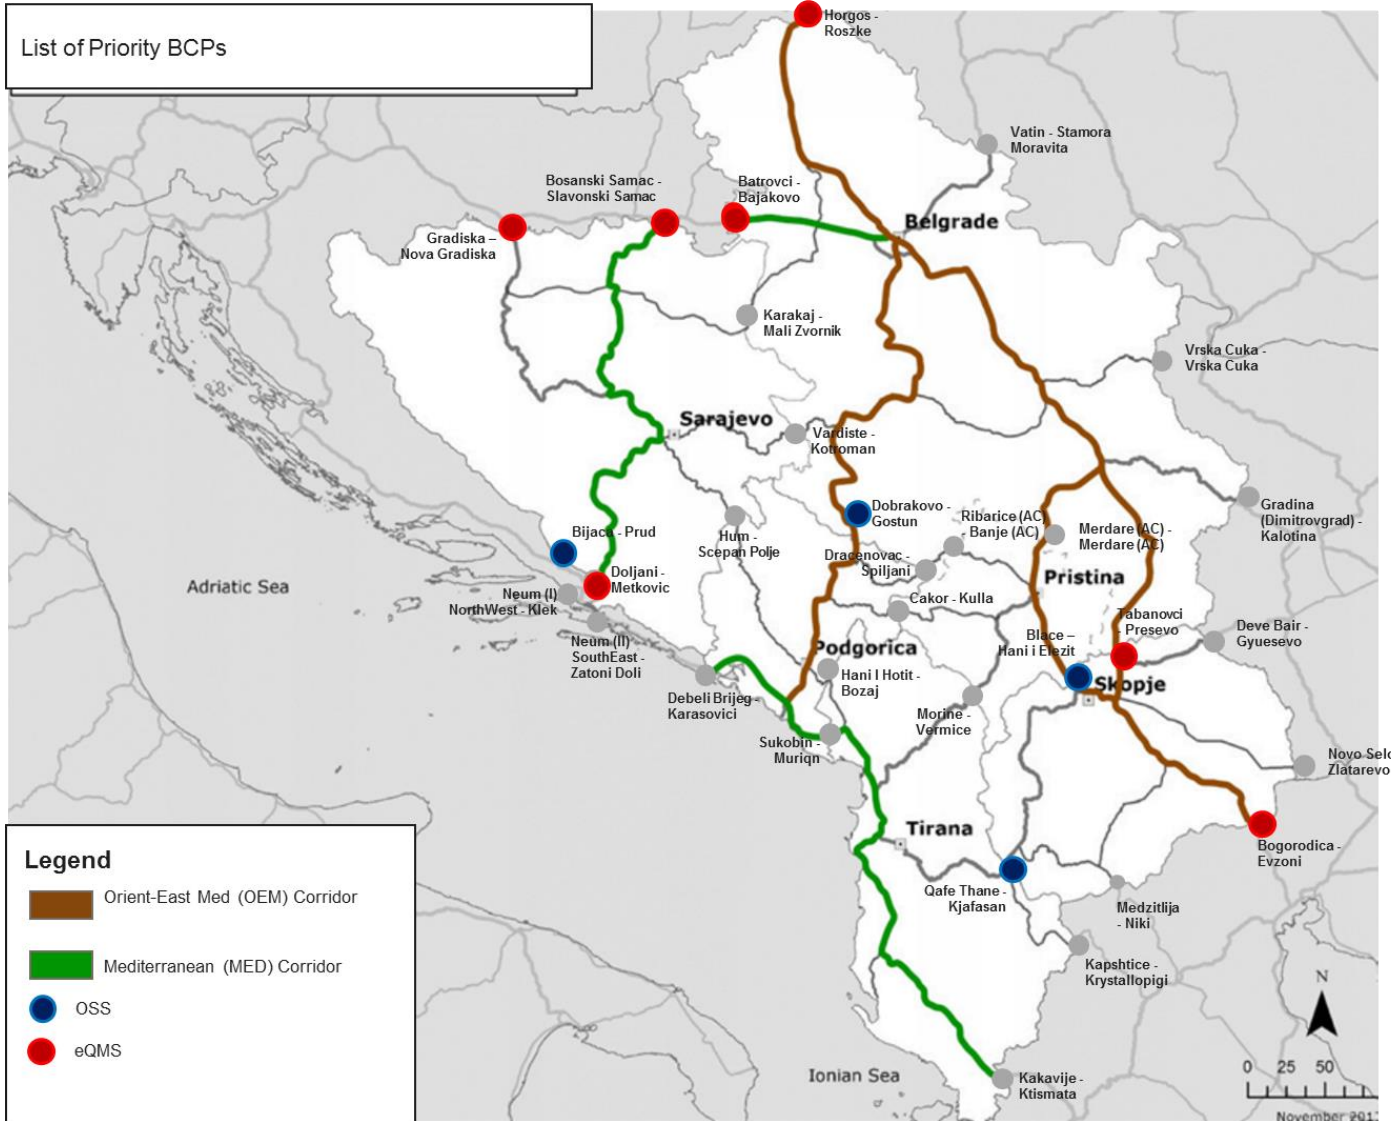 List of Priority BCPs
Horgos -
Roszke
Vatin - Stamora
Moravita
Bosanski Samac -
Slavonski Samac
Batrovci -
Bajakovo
Belgrade
Gradiska –
Nova Gradiska
Karakaj -
Mali Zvornik
Vrska Cuka -
Vrska Cuka
Sarajevo
Vardiste -
Kotroman
Dobrakovo -
Gostun
Ribarice (AC)
- Banje (AC)
Merdare (AC) -
Merdare (AC)
Gradina
(Dimitrovgrad) -
Kalotina
Bijaca - Prud
Hum -
Scepan Polje
Dracenovac -
Spiljani
Doljani -
Metkovic
Pristina
Adriatic Sea
Neum (I)
NorthWest - Klek
Cakor - Kulla
Tabanovci
- Presevo
Deve Bair -
Gyuesevo
Neum (II)
SouthEast -
Zatoni Doli
Podgorica
Blace –
Hani i Elezit
Hani I Hotit -
Bozaj
Skopje
Debeli Brijeg -
Karasovici
Morine -
Vermice
Sukobin -
Muriqn
Novo Selo
Zlatarevo
Tirana
Bogorodica -
Evzoni
Qafe Thane -
Kjafasan
Medzitlija
- Niki
Kapshtice -
Krystallopigi
Ionian Sea
Kakavije -
Ktismata
Legend
Orient-East Med (OEM) Corridor
Mediterranean (MED) Corridor
OSS
eQMS
N
0 25 50
November 201